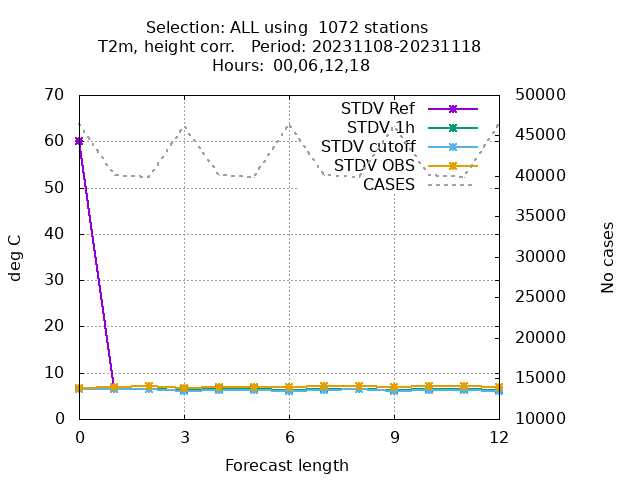 Selection: ALL using  1072 stations
T2m, height corr.   Period: 20231108-20231118
Hours:  00,06,12,18
70
60
50
40
30
20
10
0
deg C
STDV Ref
STDV 1h
STDV cutoff
STDV OBS
CASES
50000
45000
40000
35000
30000
25000
20000
15000
10000
No cases
0 3 6 9 12
Forecast length